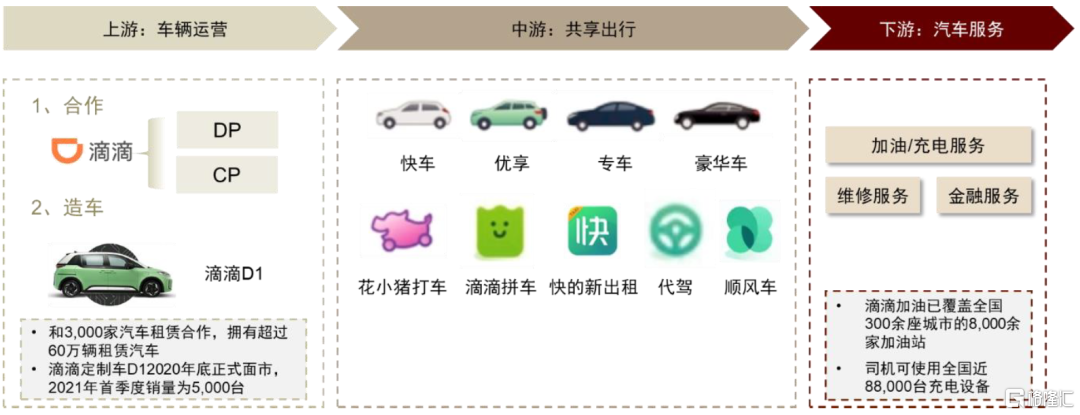 上游：车辆运营
中游：共享出行
下游：汽车服务
1、合作
滴滴
DP
CP
2、造车
滴滴D1
• 和3,000家汽车租赁合作，拥有超过
60万辆租赁汽车
• 滴滴定制车D12020年底正式面市，
2021年首季度销量为5,000台
快车
优享
专车
豪华车
快
花小猪打车
滴滴拼车
快的新出租
代驾
顺风车
加油/充电服务
维修服务
金融服务
• 滴滴加油已覆盖全国
300余座城市的8,000余
家加油站
• 司机可使用全国近
88,000台充电设备
格隆汇